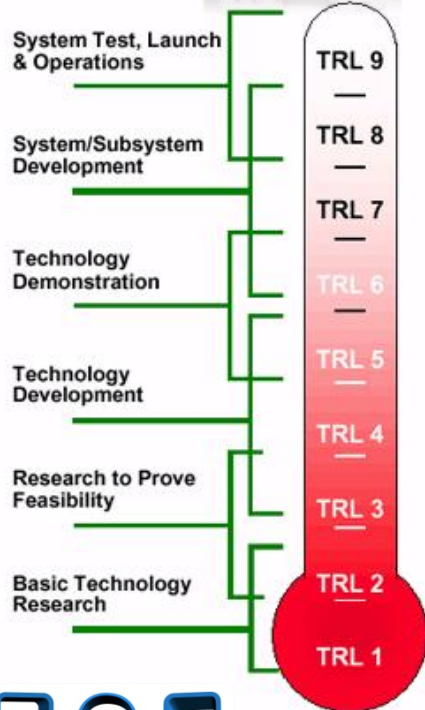 System Test, Launch
& Operations
System/Subsystem
Development
Technology
Demonstration
Technology
Development
Research to Prove
Feasibility
Basic Technology
Research
TRL 9
TRL 8
TRL 7
TRL 6
TRL 5
TRL 4
TRL 3
TRL 2
TRL 1